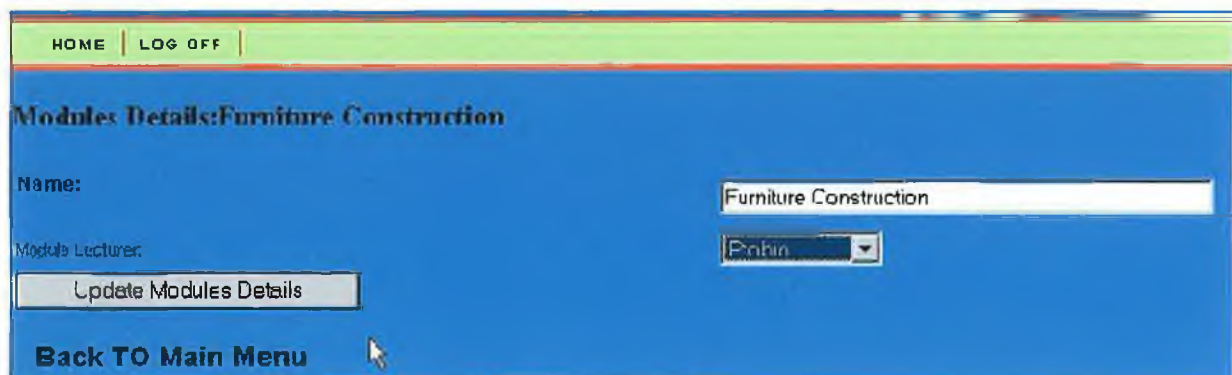 HOME LOG OFF
Modules Details:Furniture Construction
Name:
Furniture Construction
Module Lecturer:
Update Modules Details
Back TO Main Menu